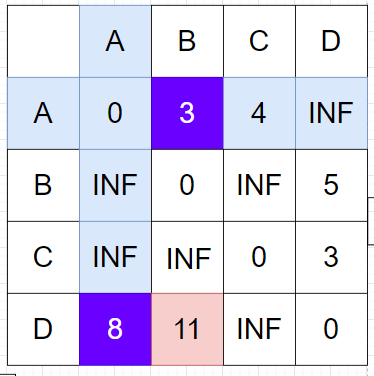 A B C D
A 0 3 4 INF
B INF 0 INF 5
C INF INF 0 3
D 8 11 INF 0